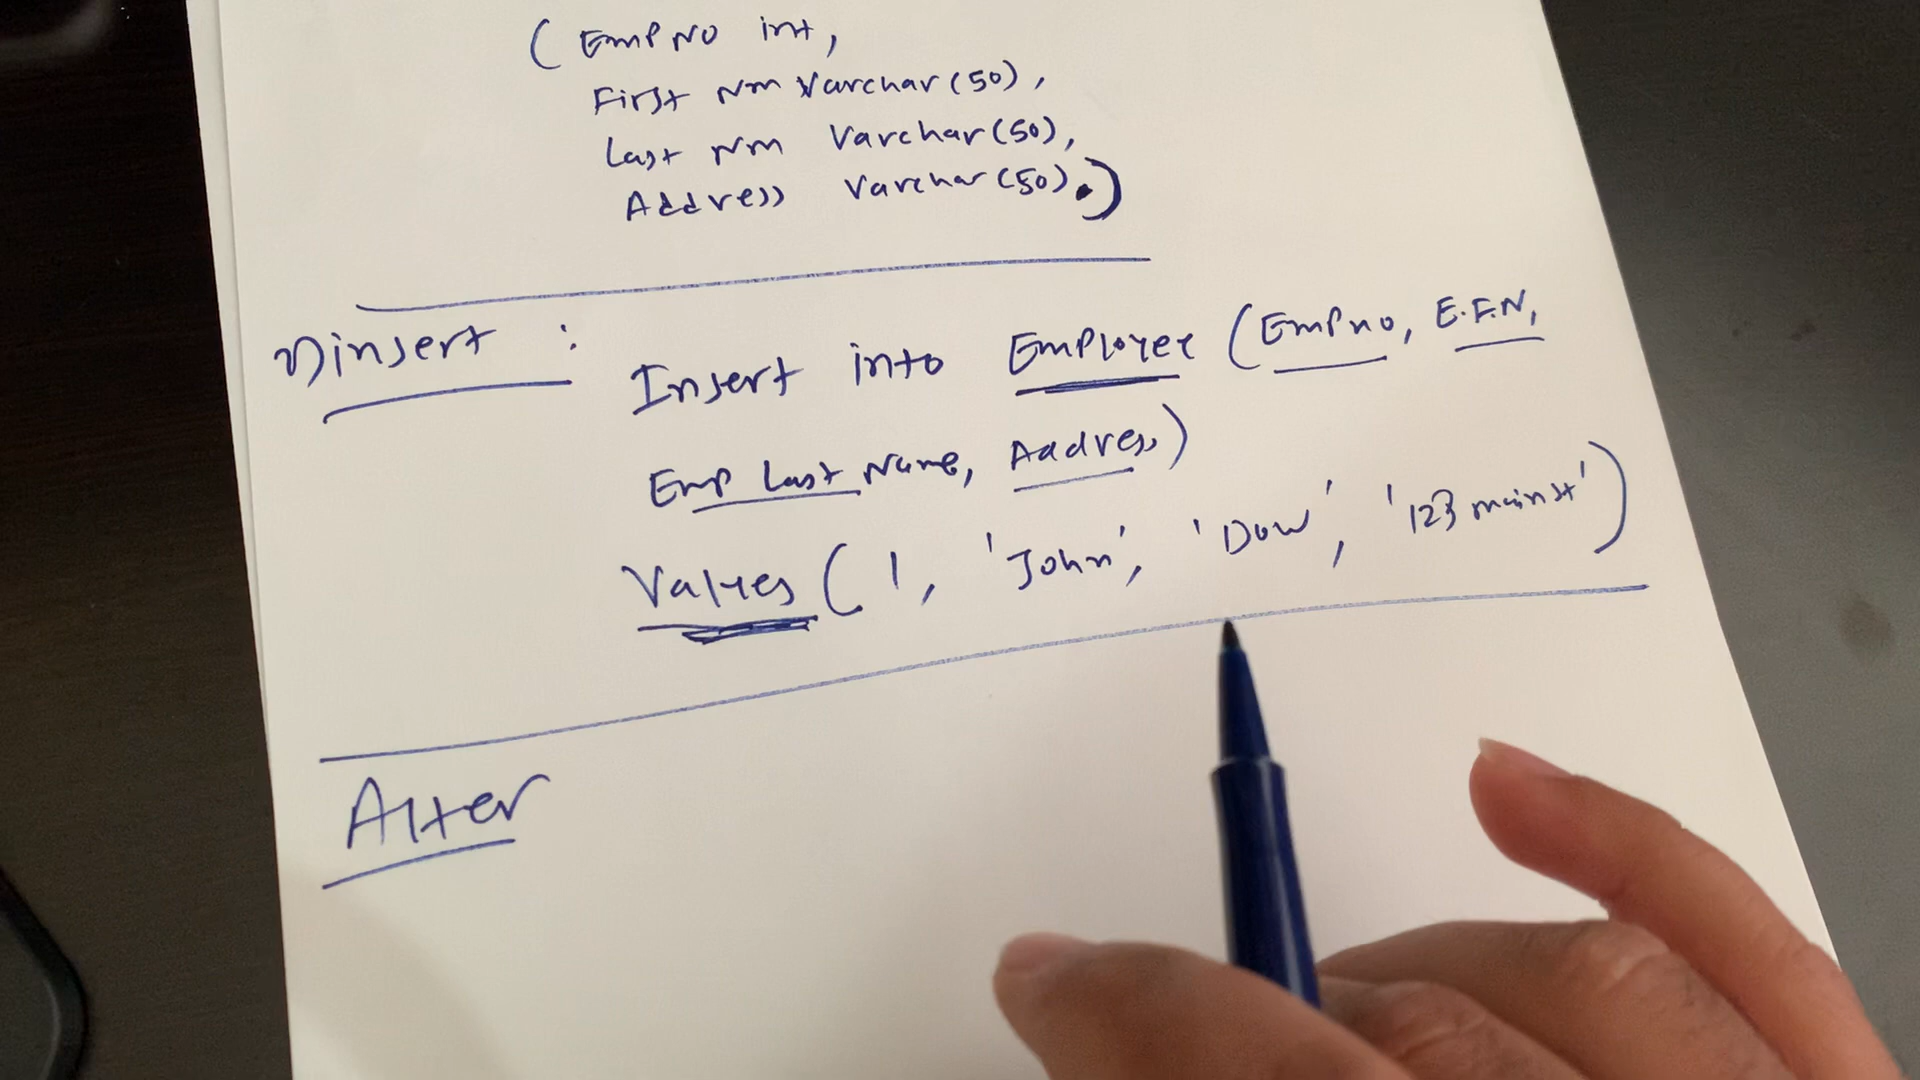 ( EmpNo int,
First Nm Varchar(50),
Last Nm Varchar(50),
Address Varchar(50).)
insert : Insert into Employee (EmpNo, E.F.N,
Emp Last Name, Address)
Values ( 1, 'John', 'Dow', '123 main st' )
Alter